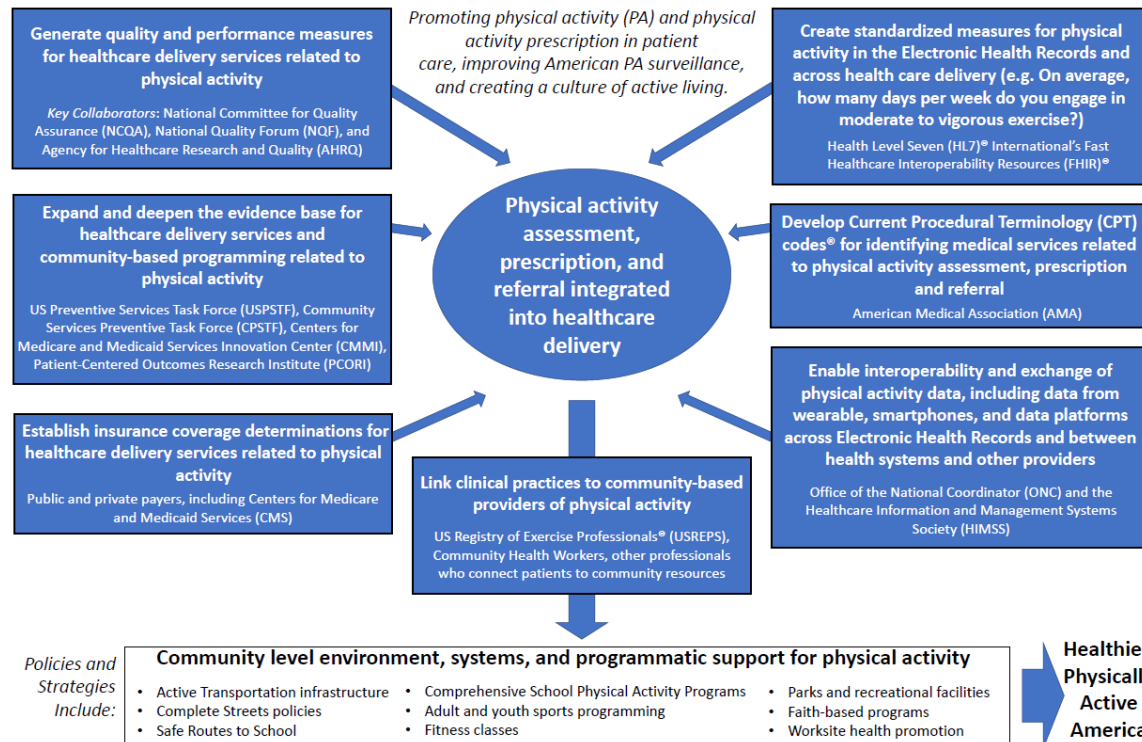 Generate quality and performance measures
for healthcare delivery services related to
physical activity
Key Collaborators: National Committee for Quality
Assurance (NCQA), National Quality Forum (NQF), and
Agency for Healthcare Research and Quality (AHRQ)
Promoting physical activity (PA) and physical
activity prescription in patient
care, improving American PA surveillance,
and creating a culture of active living.
Create standardized measures for physical
activity in the Electronic Health Records and
across health care delivery (e.g. On average,
how many days per week do you engage in
moderate to vigorous exercise?)
Health Level Seven (HL7)® International's Fast
Healthcare Interoperability Resources (FHIR)®
Expand and deepen the evidence base for
healthcare delivery services and
community-based programming related to
physical activity
US Preventive Services Task Force (USPSTF), Community
Services Preventive Task Force (CPSTF), Centers for
Medicare and Medicaid Services Innovation Center (CMMI),
Patient-Centered Outcomes Research Institute (PCORI)
Physical activity
assessment,
prescription, and
referral integrated
into healthcare
delivery
Develop Current Procedural Terminology (CPT)
codes® for identifying medical services related
to physical activity assessment, prescription
and referral
American Medical Association (AMA)
Establish insurance coverage determinations for
healthcare delivery services related to physical
activity
Public and private payers, including Centers for Medicare
and Medicaid Services (CMS)
Enable interoperability and exchange of
physical activity data, including data from
wearable, smartphones, and data platforms
across Electronic Health Records and between
health systems and other providers
Office of the National Coordinator (ONC) and the
Healthcare Information and Management Systems
Society (HIMSS)
Link clinical practices to community-based
providers of physical activity
US Registry of Exercise Professionals® (USREPS),
Community Health Workers, other professionals
who connect patients to community resources
Policies and
Strategies
Include:
Community level environment, systems, and programmatic support for physical activity
• Active Transportation infrastructure
• Complete Streets policies
• Safe Routes to School
• Comprehensive School Physical Activity Programs
• Adult and youth sports programming
• Fitness classes
• Parks and recreational facilities
• Faith-based programs
• Worksite health promotion
Healthie
Physicall
Active
America